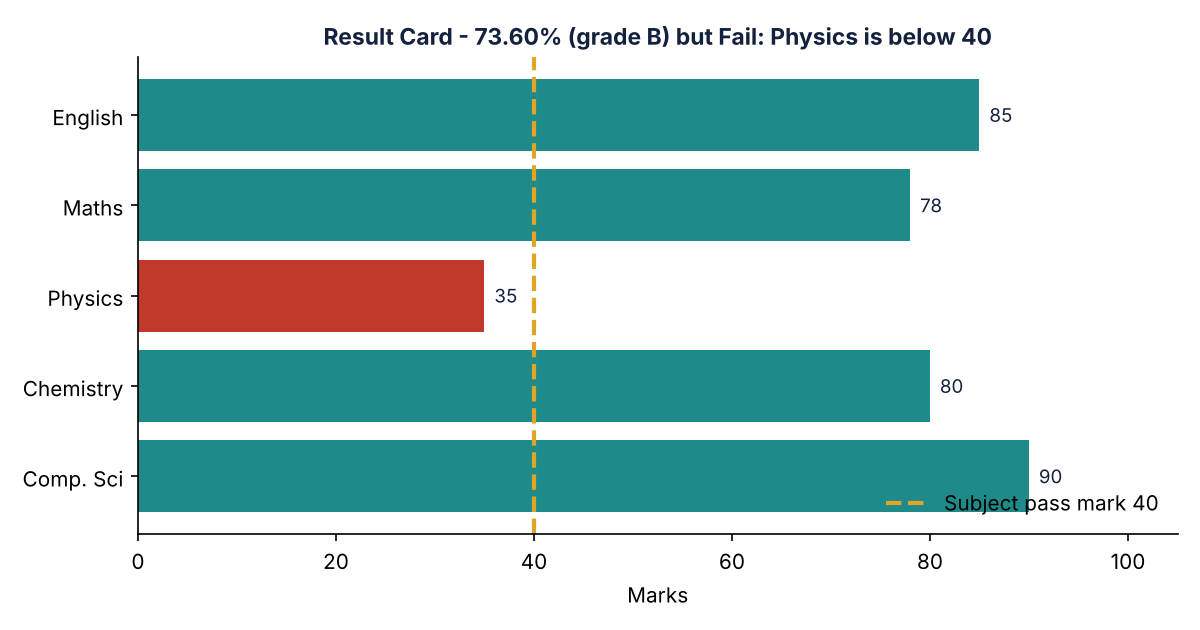 Result Card - 73.60% (grade B) but Fail: Physics is below 40
English 85
Maths 78
Physics 35
Chemistry 80
Comp. Sci 90
Subject pass mark 40
0 20 40 60 80 100
Marks